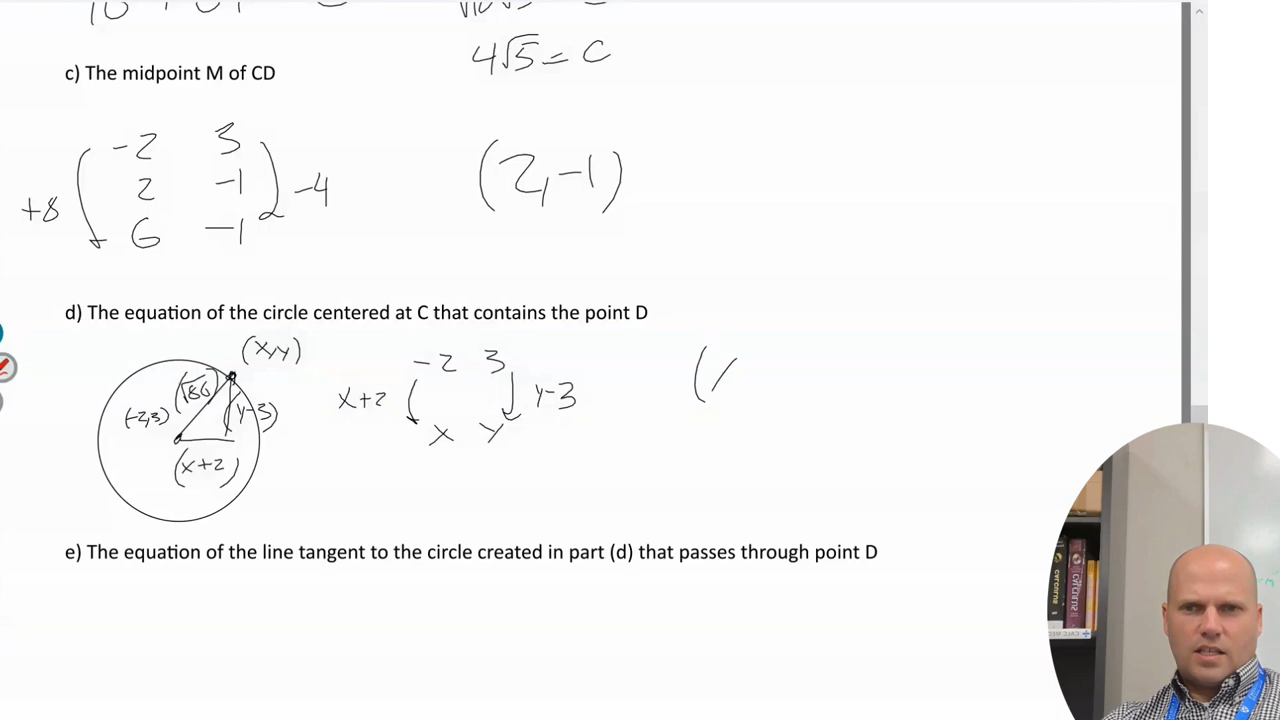 4√5 = C
c) The midpoint M of CD
-2 3
2 -1
6 -1
+8
-4
(2, -1)
d) The equation of the circle centered at C that contains the point D
(x,y)
(-2,3)
(y-3)
(x+2)
-2 3
x+2
y-3
x y
(
e) The equation of the line tangent to the circle created in part (d) that passes through point D